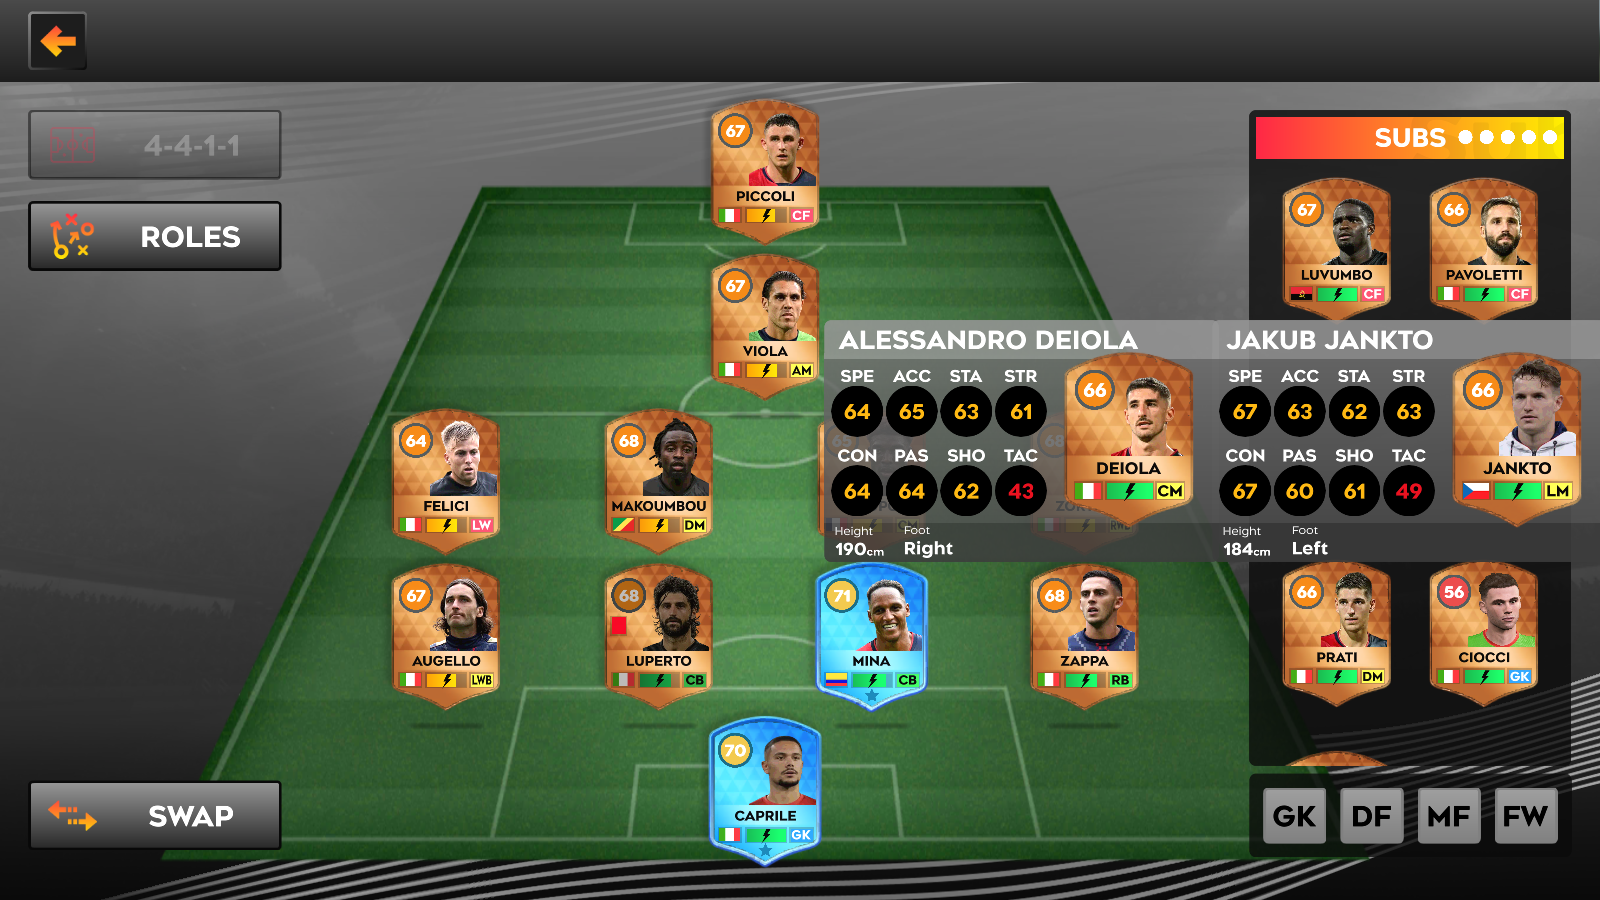 4-4-1-1
ROLES
SWAP
67
PICCOLI
CF
67
VIOLA
AM
64
FELICI
LW
68
MAKOUMBOU
DM
65
68
RWB
67
AUGELLO
LWB
68
LUPERTO
CB
71
MINA
CB
68
ZAPPA
RB
70
CAPRILE
GK
SUBS
67
LUVUMBO
CF
66
PAVOLETTI
CF
ALESSANDRO DEIOLA
SPE ACC STA STR
64 65 63 61
CON PAS SHO TAC
64 64 62 43
Height Foot
190cm Right
66
DEIOLA
CM
JAKUB JANKTO
SPE ACC STA STR
67 63 62 63
CON PAS SHO TAC
67 60 61 49
Height Foot
184cm Left
66
JANKTO
LM
66
PRATI
DM
56
CIOCCI
GK
GK DF MF FW